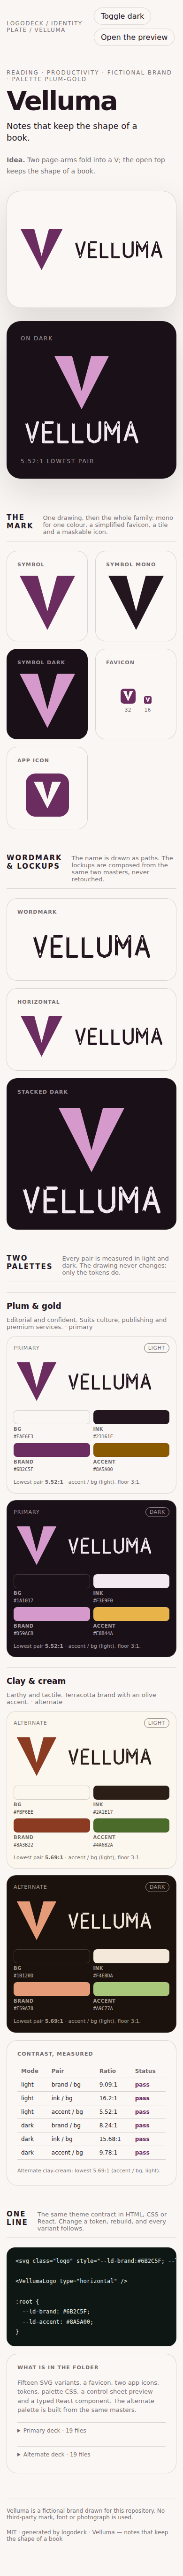 LOGODECK / IDENTITY
PLATE / VELLUMA
Toggle dark
Open the preview
READING · PRODUCTIVITY · FICTIONAL BRAND
· PALETTE PLUM-GOLD
Velluma
Notes that keep the shape of a
book.
Idea. Two page-arms fold into a V; the open top
keeps the shape of a book.
VELLUMA
ON DARK
VELLUMA
5.52:1 LOWEST PAIR
THE
MARK
One drawing, then the whole family: mono
for one colour, a simplified favicon, a tile
and a maskable icon.
SYMBOL
SYMBOL MONO
SYMBOL DARK
FAVICON
32
16
APP ICON
WORDMARK
& LOCKUPS
The name is drawn as paths. The
lockups are composed from the
same two masters, never
retouched.
WORDMARK
VELLUMA
HORIZONTAL
VELLUMA
STACKED DARK
VELLUMA
TWO
PALETTES
Every pair is measured in light and
dark. The drawing never changes;
only the tokens do.
Plum & gold
Editorial and confident. Suits culture, publishing and
premium services. · primary
PRIMARY
LIGHT
VELLUMA
BG
#FAF6F3
INK
#23161F
BRAND
#6B2C5F
ACCENT
#8A5A00
Lowest pair 5.52:1 · accent / bg (light), floor 3:1.
PRIMARY
DARK
VELLUMA
BG
#1A1017
INK
#F3E9F0
BRAND
#D599C8
ACCENT
#E8B44A
Lowest pair 5.52:1 · accent / bg (light), floor 3:1.
Clay & cream
Earthy and tactile. Terracotta brand with an olive
accent. · alternate
ALTERNATE
LIGHT
VELLUMA
BG
#FBF6EE
INK
#2A1E17
BRAND
#8A3B22
ACCENT
#4A6B2A
Lowest pair 5.69:1 · accent / bg (light), floor 3:1.
ALTERNATE
DARK
VELLUMA
BG
#1B120D
INK
#F4E8DA
BRAND
#E59A78
ACCENT
#A9C77A
Lowest pair 5.69:1 · accent / bg (light), floor 3:1.
CONTRAST, MEASURED
Mode Pair Ratio Status
light brand / bg 9.09:1 pass
light ink / bg 16.2:1 pass
light accent / bg 5.52:1 pass
dark brand / bg 8.24:1 pass
dark ink / bg 15.68:1 pass
dark accent / bg 9.78:1 pass
Alternate clay-cream: lowest 5.69:1 (accent / bg, light).
ONE
LINE
The same theme contract in HTML, CSS or
React. Change a token, rebuild, and every
variant follows.
<svg class="logo" style="--ld-brand:#6B2C5F; --
<VellumaLogo type="horizontal" />
:root {
--ld-brand: #6B2C5F;
--ld-accent: #8A5A00;
}
WHAT IS IN THE FOLDER
Fifteen SVG variants, a favicon, two app icons,
tokens, palette CSS, a control-sheet preview
and a typed React component. The alternate
palette is built from the same masters.
▶ Primary deck · 19 files
▶ Alternate deck · 19 files
Velluma is a fictional brand drawn for this repository. No
third-party mark, font or photograph is used.
MIT · generated by logodeck · Velluma — notes that keep
the shape of a book